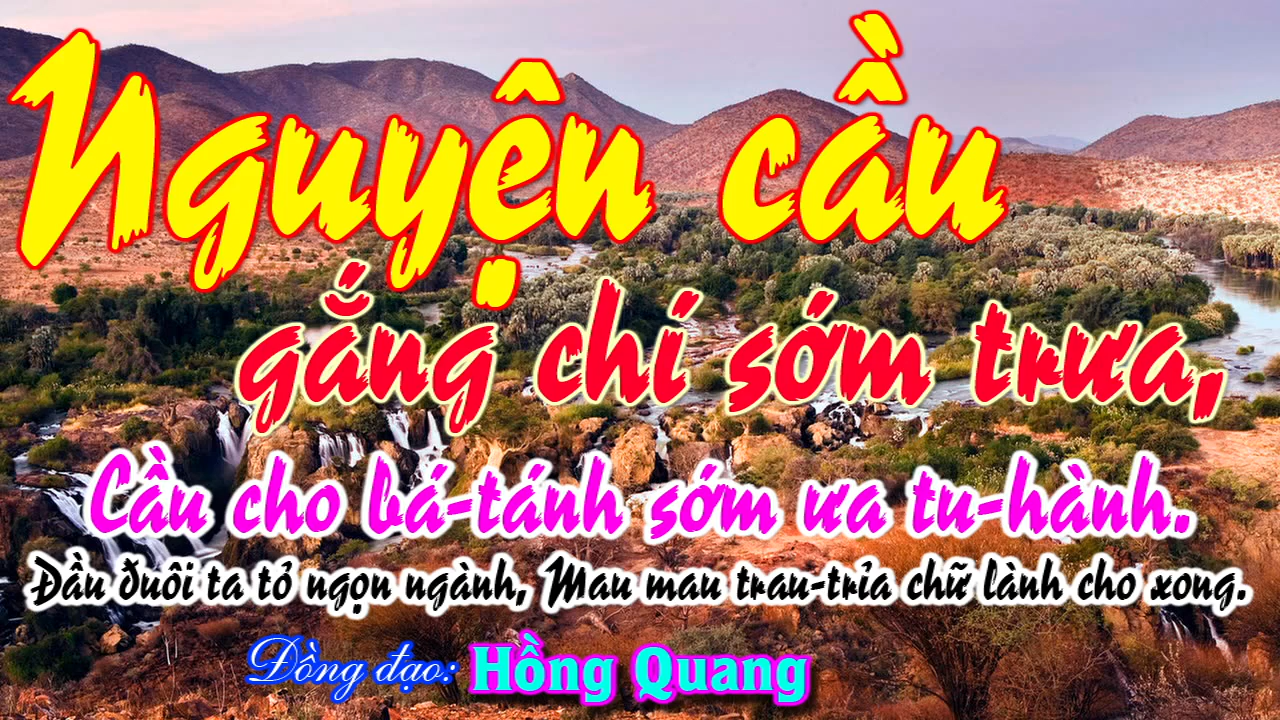 Nguyện cầu
gắng chí sớm trưa,
Cầu cho bá-tánh sớm ưa tu-hành.
Đầu đuôi ta tỏ ngọn ngành, Mau mau trau-trỉa chữ lành cho xong.
Đồng đạo: Hồng Quang